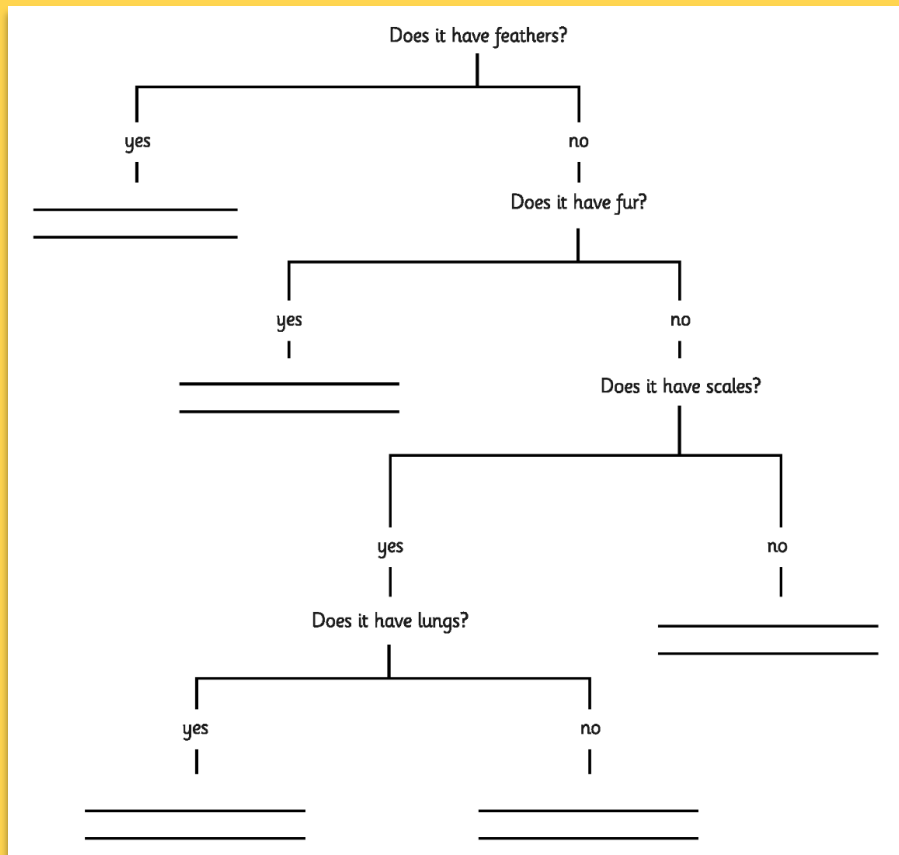 Does it have feathers?
yes
no
Does it have fur?
yes
no
Does it have scales?
yes
no
Does it have lungs?
yes
no